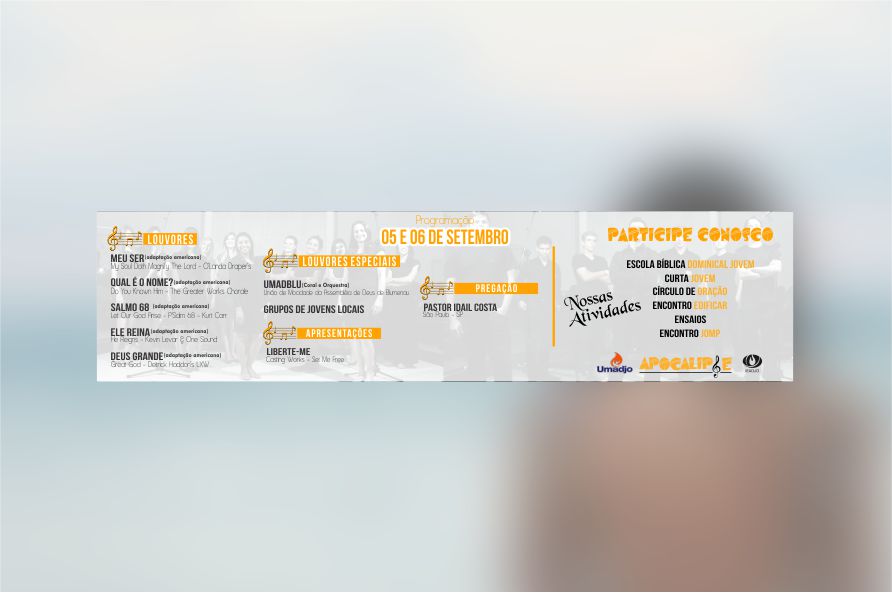 Programação
05 E 06 DE SETEMBRO
LOUVORES
MEU SER (adaptação americana)
My Soul Doth Magnify The Lord - O'Landa Draper's
QUAL É O NOME? (adaptação americana)
Do You Known Him - The Greater Works Chorale
SALMO 68 (adaptação americana)
Let Our God Arise - PSalm 68 - Kurt Carr
ELE REINA (adaptação americana)
He Reigns - Kevin Levar & One Sound
DEUS GRANDE (adaptação americana)
Great God - Deitrick Haddon's LXW
LOUVORES ESPECIAIS
UMADBLU (Coral e Orquestra)
União da Mocidade da Assembléia de Deus de Blumenau
GRUPOS DE JOVENS LOCAIS
APRESENTAÇÕES
LIBERTE-ME
Casting Works - Set Me Free
PREGAÇÃO
PASTOR IDAIL COSTA
São Paulo - SP
PARTICIPE CONOSCO
Nossas
Atividades
ESCOLA BÍBLICA DOMINICAL JOVEM
CURTA JOVEM
CÍRCULO DE ORAÇÃO
ENCONTRO EDIFICAR
ENSAIOS
ENCONTRO JOMP
Umadjo
APOCALIPSE